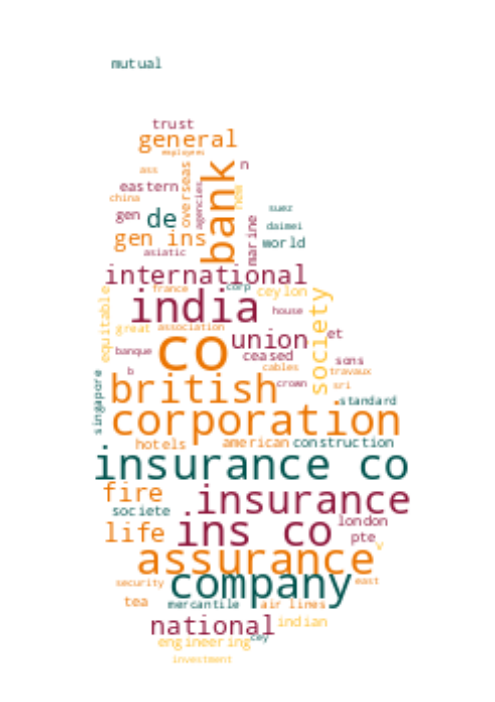 mutual
trust
general
employees
ass
overseas
bank
n
eastern
china
agencies
new
gen
de
suez
marine
daimei
gen ins
world
asiatic
international
equitable
france
corp
ceylon
society
india
house
great
association
co
union
et
banque
ceased
sons
b
cables
travaux
singapore
british
crown
sri
standard
corporation
hotels
american
construction
insurance co
fire
insurance
societe
life
ins co
london
pte
v
assurance
security
company
east
tea
mercantile
air lines
national
indian
engineering
cey
investment